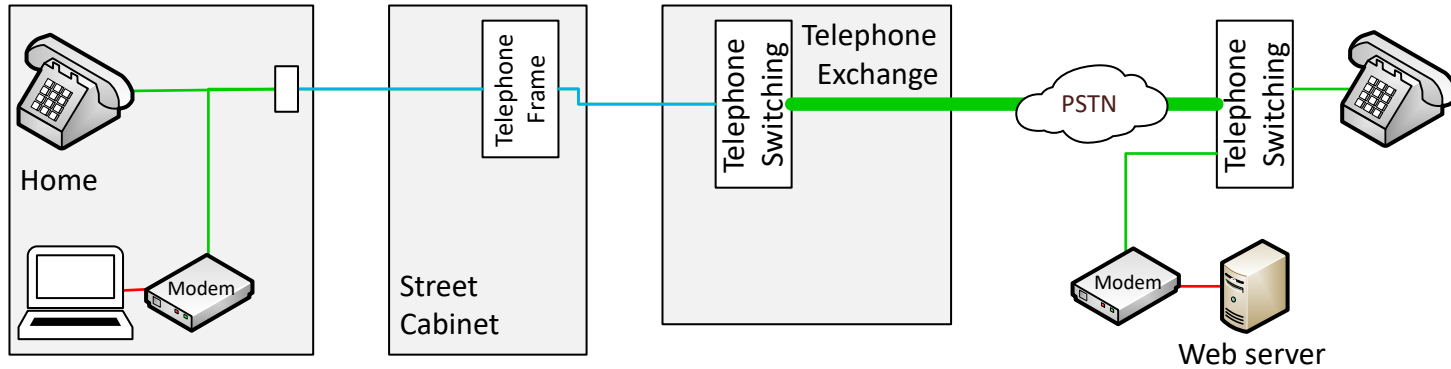 Home
Modem
Street
Cabinet
Telephone
Frame
Telephone
Switching
Telephone
Exchange
PSTN
Telephone
Switching
Modem
Web server